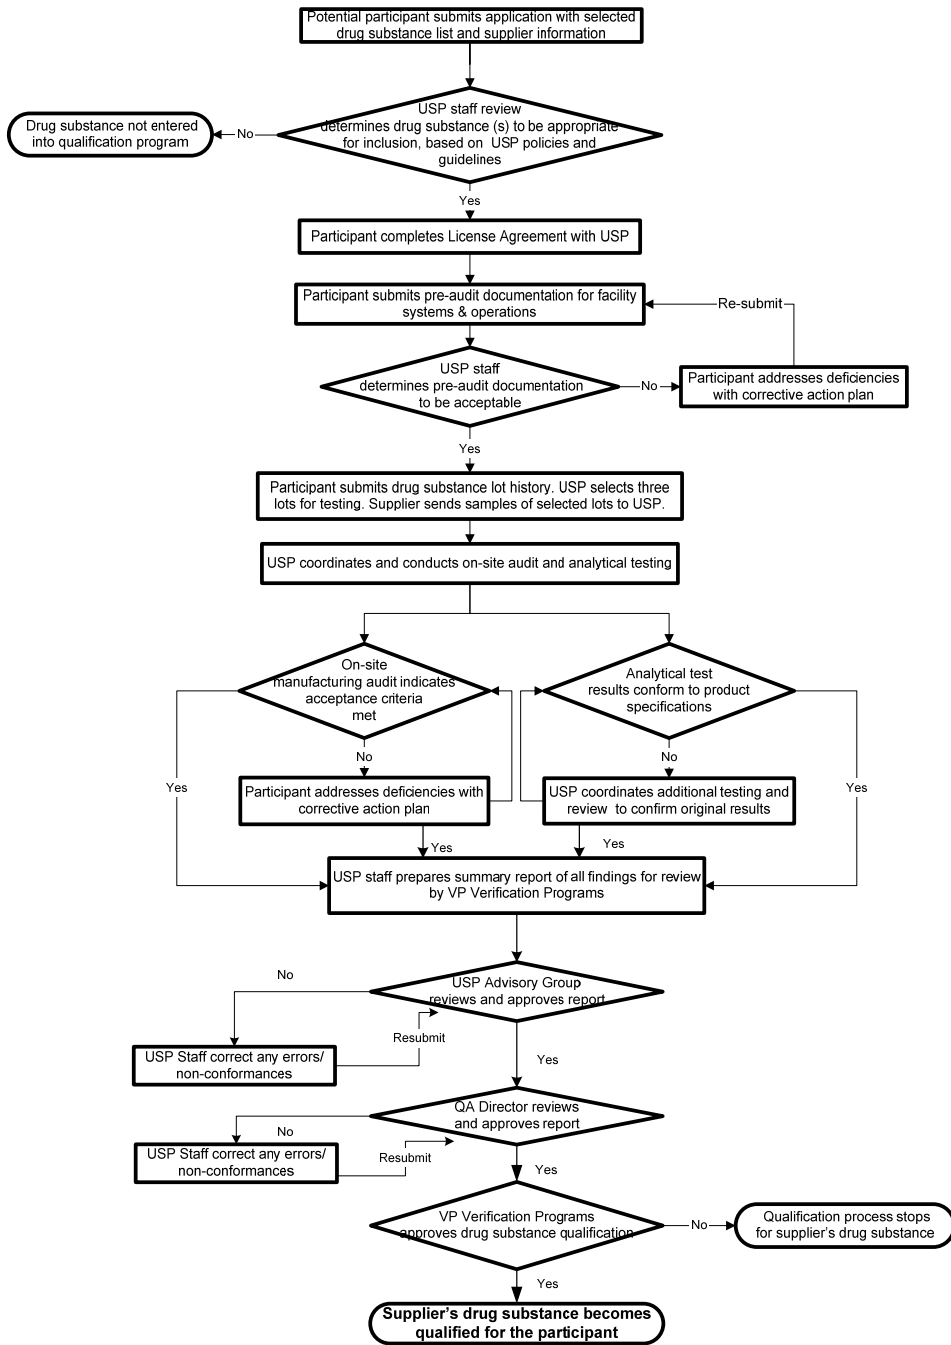 Potential participant submits application with selected
drug substance list and supplier information
USP staff review
determines drug substance (s) to be appropriate
for inclusion, based on USP policies and
guidelines
No
Drug substance not entered
into qualification program
Yes
Participant completes License Agreement with USP
Participant submits pre-audit documentation for facility
systems & operations
Re-submit
USP staff
determines pre-audit documentation
to be acceptable
No
Participant addresses deficiencies
with corrective action plan
Yes
Participant submits drug substance lot history. USP selects three
lots for testing. Supplier sends samples of selected lots to USP.
USP coordinates and conducts on-site audit and analytical testing
On-site
manufacturing audit indicates
acceptance criteria
met
Analytical test
results conform to product
specifications
No
No
Yes
Participant addresses deficiencies with
corrective action plan
USP coordinates additional testing and
review to confirm original results
Yes
Yes
Yes
USP staff prepares summary report of all findings for review
by VP Verification Programs
No
USP Advisory Group
reviews and approves report
Resubmit
USP Staff correct any errors/
non-conformances
Yes
QA Director reviews
and approves report
No
USP Staff correct any errors/
non-conformances
Resubmit
Yes
VP Verification Programs
approves drug substance qualification
No
Qualification process stops
for supplier's drug substance
Yes
Supplier's drug substance becomes
qualified for the participant